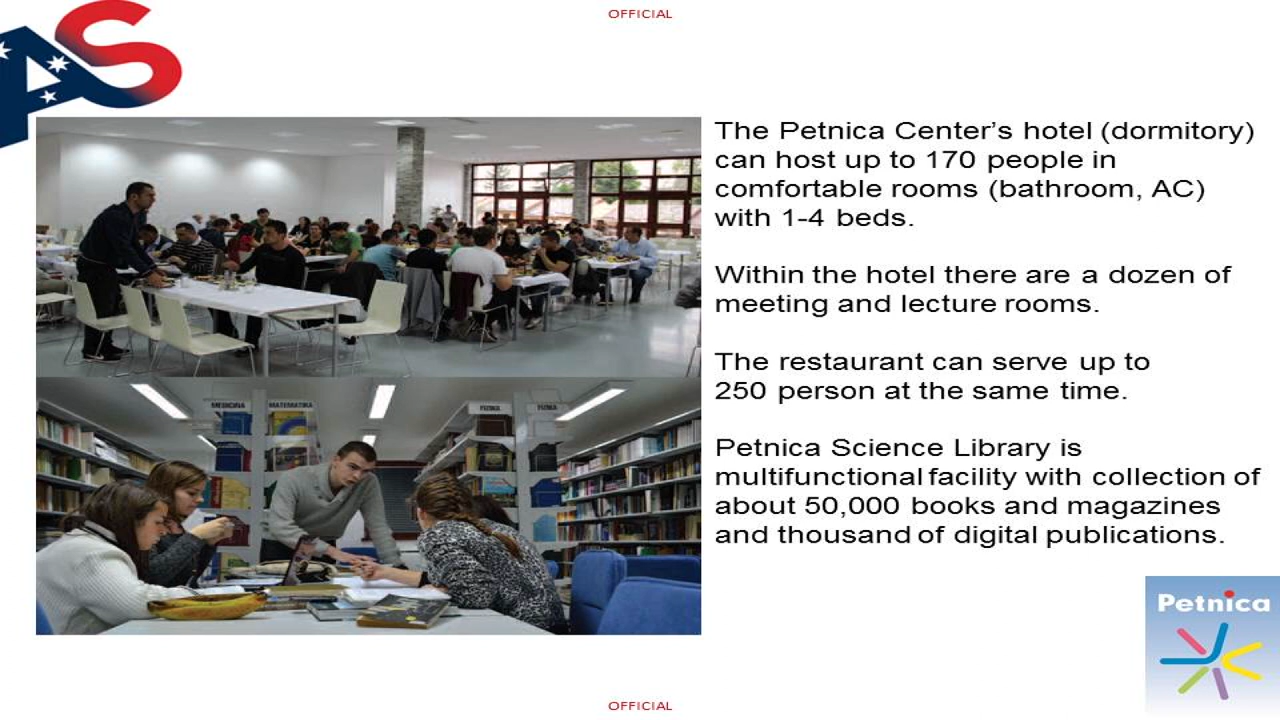 OFFICIAL
AS
The Petnica Center’s hotel (dormitory)
can host up to 170 people in
comfortable rooms (bathroom, AC)
with 1-4 beds.
Within the hotel there are a dozen of
meeting and lecture rooms.
The restaurant can serve up to
250 person at the same time.
MEDICINA
MATEMATIKA
FIZIKA
FIZIKA
Petnica Science Library is
multifunctional facility with collection of
about 50,000 books and magazines
and thousand of digital publications.
Petnica
OFFICIAL